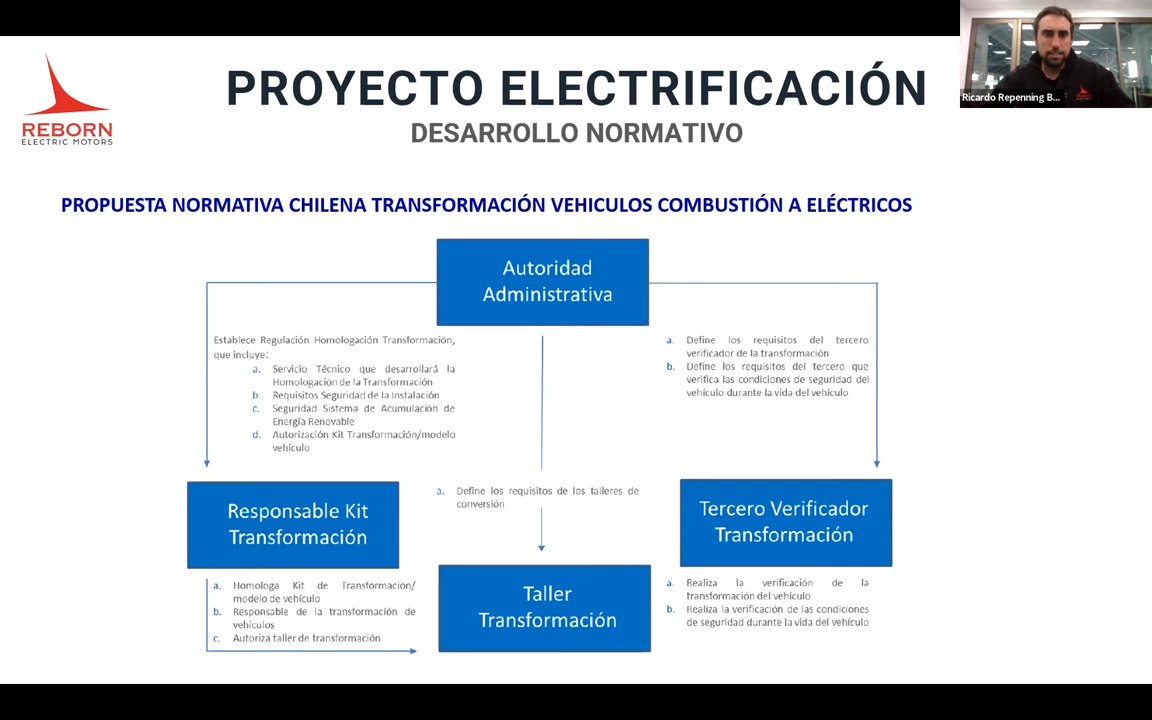 PROYECTO ELECTRIFICACIÓN
DESARROLLO NORMATIVO
REBORN
ELECTRIC MOTORS
Ricardo Repenning B...
PROPUESTA NORMATIVA CHILENA TRANSFORMACIÓN VEHICULOS COMBUSTIÓN A ELÉCTRICOS
Autoridad
Administrativa
Establece Regulación Homologación Transformación,
que incluye:
a. Servicio Técnico que desarrollará la
Homologación de la Transformación
b. Requisitos Seguridad de la Instalación
c. Seguridad Sistema de Acumulación de
Energía Renovable
d. Autorización Kit Transformación/modelo
vehículo
a. Define los requisitos del tercero
verificador de la transformación
b. Define los requisitos del tercero que
verifica las condiciones de seguridad del
vehículo durante la vida del vehículo
a. Define los requisitos de los talleres de
conversión
Responsable Kit
Transformación
Tercero Verificador
Transformación
a. Homologa Kit de Transformación/
modelo de vehículo
b. Responsable de la transformación de
vehículos
c. Autoriza taller de transformación
Taller
Transformación
a. Realiza la verificación de la
transformación del vehículo
b. Realiza la verificación de las condiciones
de seguridad durante la vida del vehículo